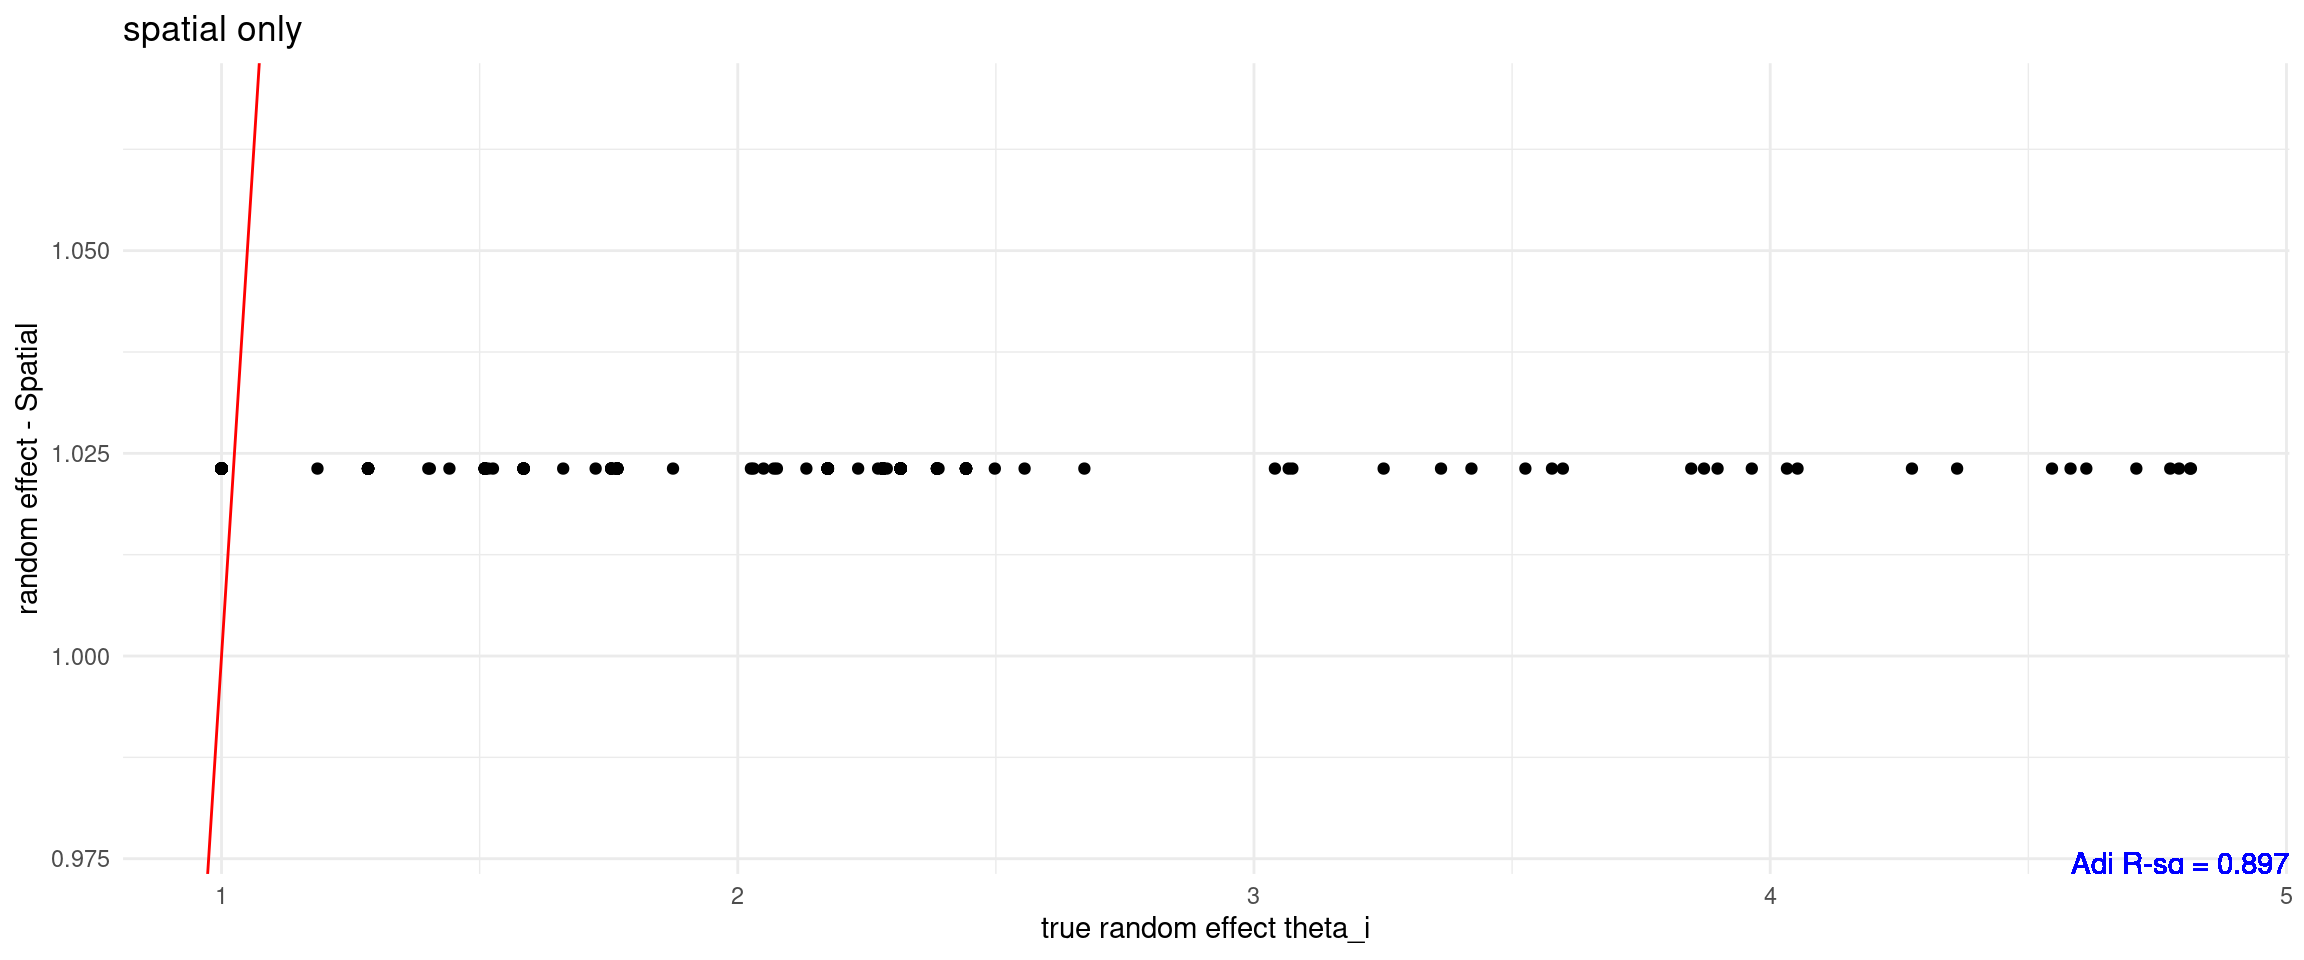 spatial only
random effect - Spatial
1.050
1.025
1.000
0.975
1 2 3 4 5
true random effect theta_i
Adj R-sq = 0.897